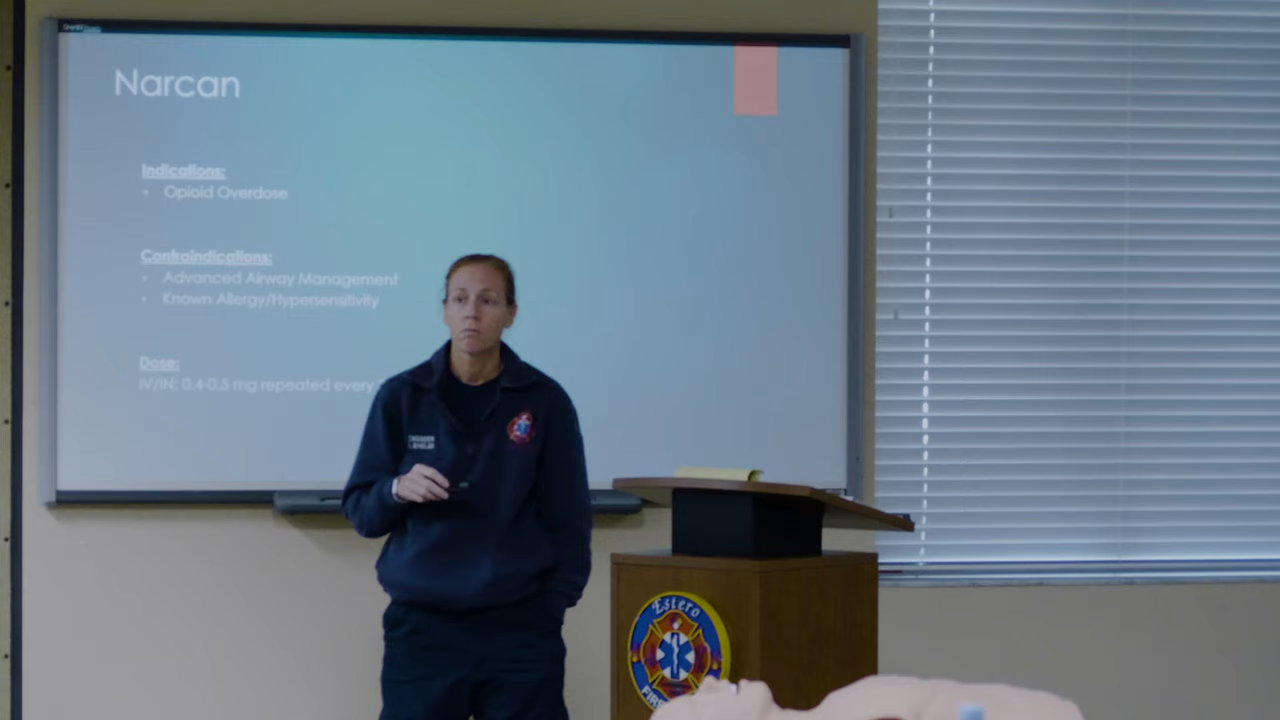 Narcan
Indications:
• Opioid Overdose
Contraindications:
• Advanced Airway Management
• Known Allergy/Hypersensitivity
Dose:
IV/IN: 0.4-0.5 mg repeated every
Estero
FIRE